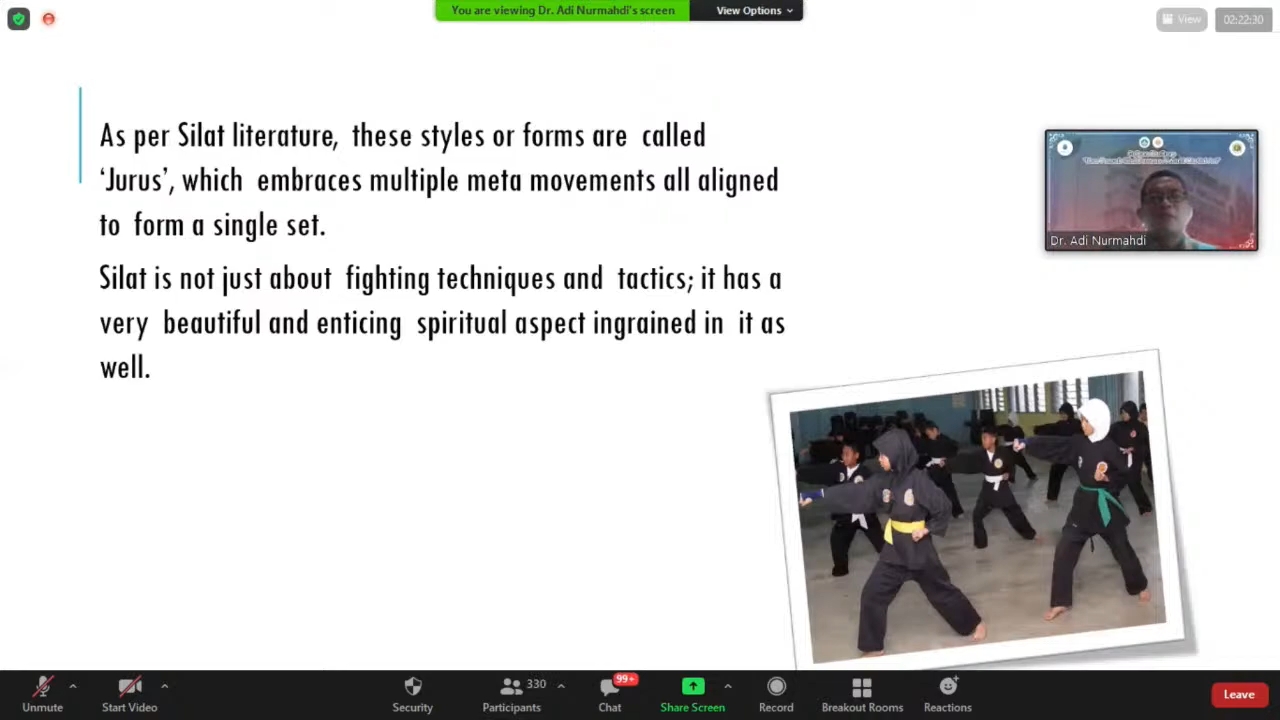 You are viewing Dr. Adi Nurmahdi's screen
View Options
View
02:22:30
As per Silat literature, these styles or forms are called
‘Jurus’, which embraces multiple meta movements all aligned
to form a single set.
Silat is not just about fighting techniques and tactics; it has a
very beautiful and enticing spiritual aspect ingrained in it as
well.
Dr. Adi Nurmahdi
Unmute
Start Video
Security
330
Participants
99+
Chat
Share Screen
Record
Breakout Rooms
Reactions
Leave